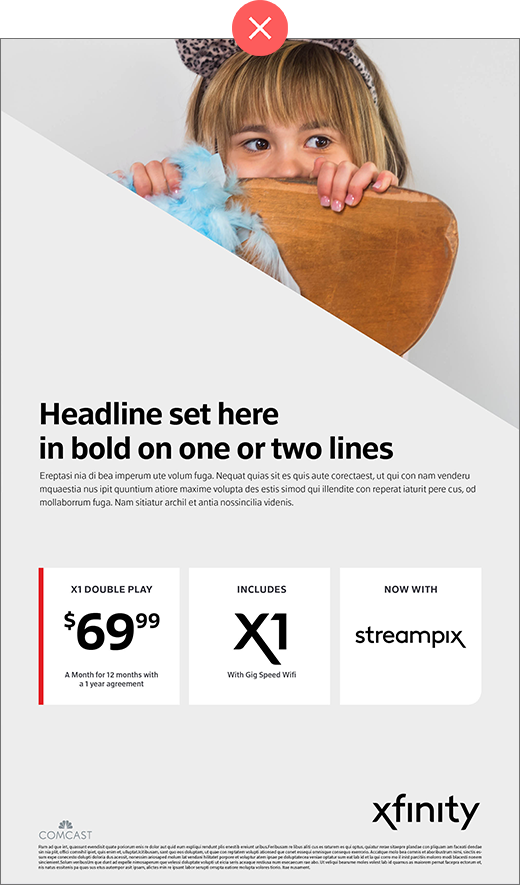 Headline set here
in bold on one or two lines
Ereptasi nia di bea imperum ute volum fuga. Nequat quias sit es quis aute corectaest, ut qui con nam venderu
mquaestia nus ipit quuntium atiore maxime volupta des estis simod qui illendite con reperat iaturit pere cus, od
mollaborrum fuga. Nam sitiatur archil et antia nossincilia videnis.
X1 DOUBLE PLAY
$69.99
A Month for 12 months with
a 1 year agreement
INCLUDES
X1
With Gig Speed Wifi
NOW WITH
streampix
COMCAST
xfinity